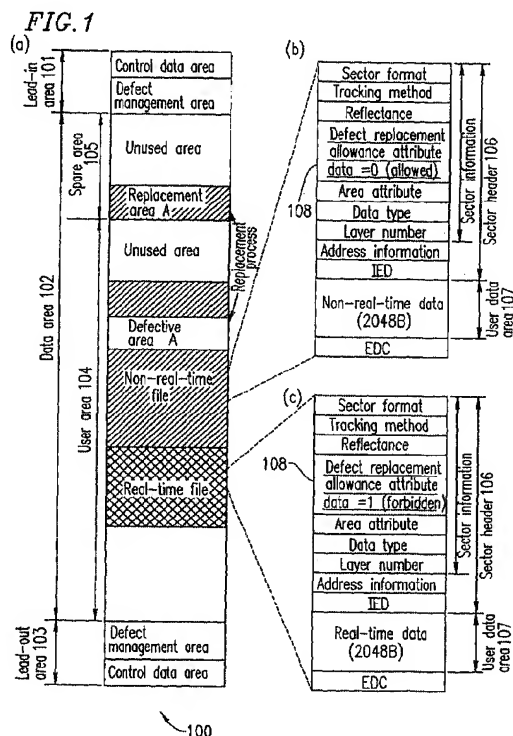 FIG. 1
(a)
Lead-in
area 101
Control data area
Defect
management area
Data area 102
Spare area
105
Unused area
Replacement
area A
User area 104
Unused area
Replacement
process
Defective
area A
Non-real-time
file
Real-time file
Lead-out
area 103
Defect
management area
Control data area
100
(b)
Sector format
Tracking method
Reflectance
Defect replacement
allowance attribute
data =0 (allowed)
108
Area attribute
Data type
Layer number
Address information
IED
Non-real-time data
(2048B)
EDC
Sector information
Sector header 106
User data
area 107
(c)
Sector format
Tracking method
Reflectance
Defect replacement
allowance attribute
data =1 (forbidden)
108
Area attribute
Data type
Layer number
Address information
IED
Real-time data
(2048B)
EDC
Sector information
Sector header 106
User data
area 107